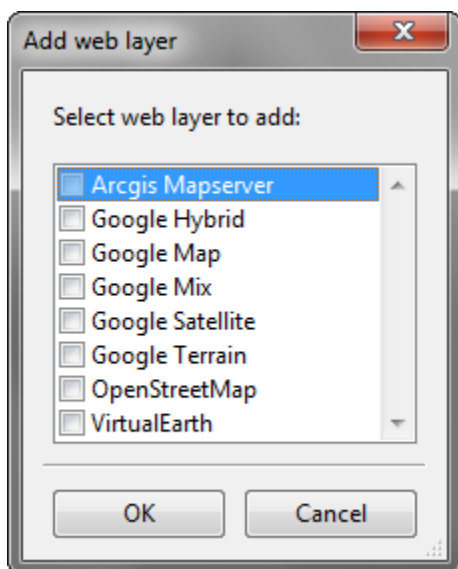 Add web layer
Select web layer to add:
Arcgis Mapserver
Google Hybrid
Google Map
Google Mix
Google Satellite
Google Terrain
OpenStreetMap
VirtualEarth
OK Cancel